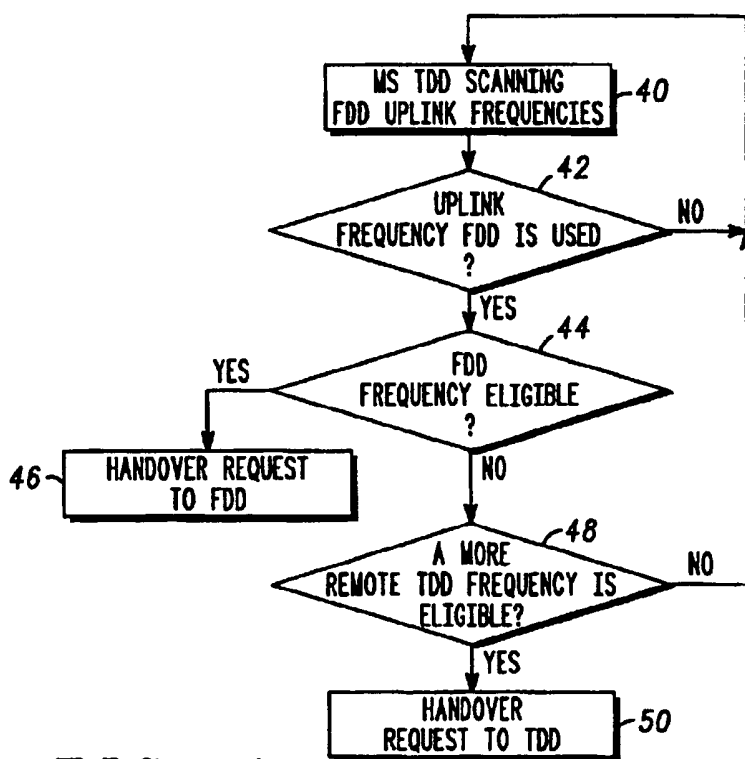 MS TDD SCANNING
FDD UPLINK FREQUENCIES
40
42
UPLINK
FREQUENCY FDD IS USED
?
NO
YES
44
YES
FDD
FREQUENCY ELIGIBLE
?
46
HANDOVER REQUEST
TO FDD
NO
48
A MORE
REMOTE TDD FREQUENCY IS
ELIGIBLE?
NO
YES
HANDOVER
REQUEST TO TDD
50